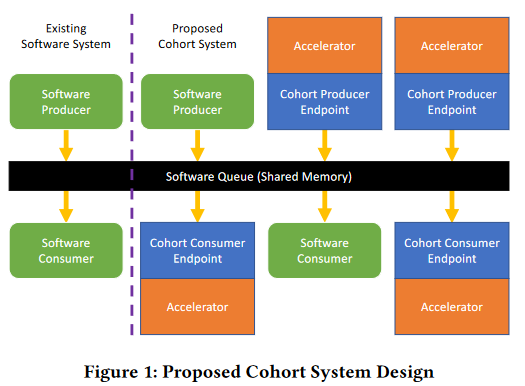 Existing
Software System
Proposed
Cohort System
Accelerator
Accelerator
Software
Producer
Software
Producer
Cohort Producer
Endpoint
Cohort Producer
Endpoint
Software Queue (Shared Memory)
Software
Consumer
Cohort Consumer
Endpoint
Software
Consumer
Cohort Consumer
Endpoint
Accelerator
Accelerator
Figure 1: Proposed Cohort System Design